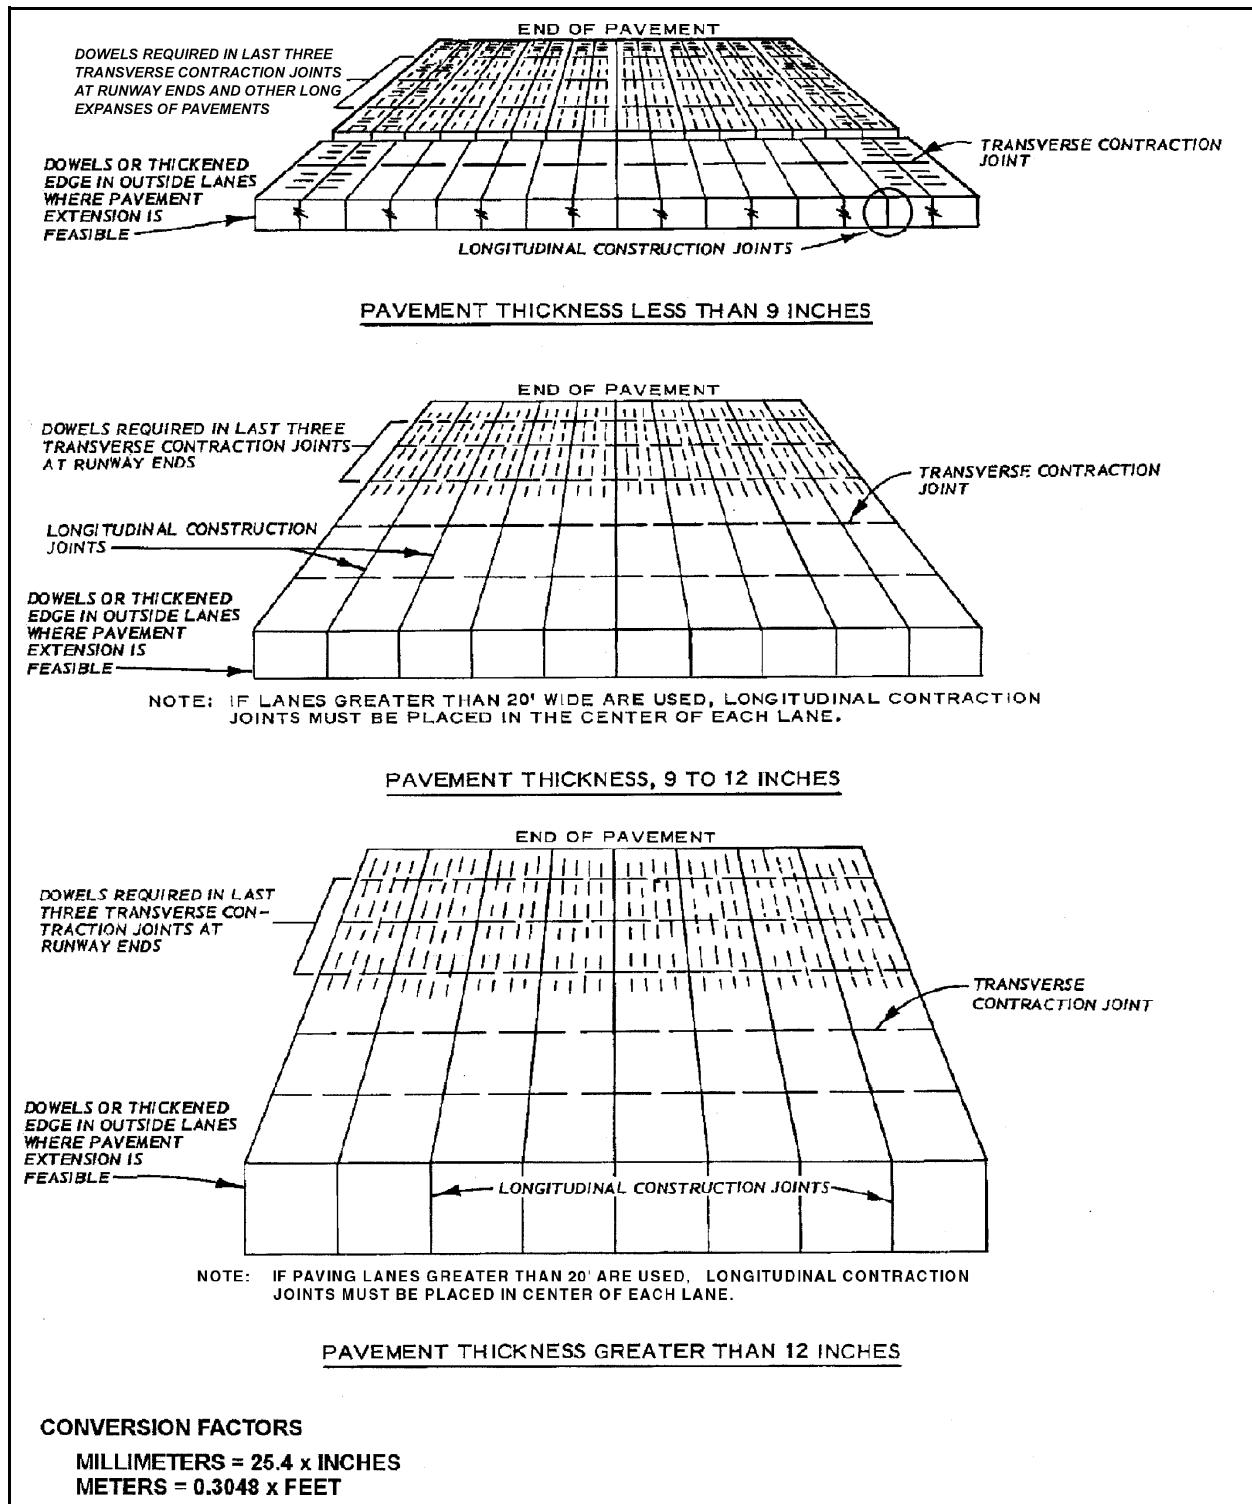 END OF PAVEMENT
DOWELS REQUIRED IN LAST THREE
TRANSVERSE CONTRACTION JOINTS
AT RUNWAY ENDS AND OTHER LONG
EXPANSES OF PAVEMENTS
TRANSVERSE CONTRACTION
JOINT
DOWELS OR THICKENED
EDGE IN OUTSIDE LANES
WHERE PAVEMENT
EXTENSION IS
FEASIBLE
LONGITUDINAL CONSTRUCTION JOINTS
PAVEMENT THICKNESS LESS THAN 9 INCHES
END OF PAVEMENT
DOWELS REQUIRED IN LAST THREE
TRANSVERSE CONTRACTION JOINTS
AT RUNWAY ENDS
TRANSVERSE CONTRACTION
JOINT
LONGITUDINAL CONSTRUCTION
JOINTS
DOWELS OR THICKENED
EDGE IN OUTSIDE LANES
WHERE PAVEMENT
EXTENSION IS
FEASIBLE
NOTE: IF LANES GREATER THAN 20' WIDE ARE USED, LONGITUDINAL CONTRACTION
JOINTS MUST BE PLACED IN THE CENTER OF EACH LANE.
PAVEMENT THICKNESS, 9 TO 12 INCHES
END OF PAVEMENT
DOWELS REQUIRED IN LAST
THREE TRANSVERSE CON-
TRACTION JOINTS AT
RUNWAY ENDS
TRANSVERSE
CONTRACTION JOINT
DOWELS OR THICKENED
EDGE IN OUTSIDE LANES
WHERE PAVEMENT
EXTENSION IS
FEASIBLE
LONGITUDINAL CONSTRUCTION JOINTS
NOTE: IF PAVING LANES GREATER THAN 20' ARE USED, LONGITUDINAL CONTRACTION
JOINTS MUST BE PLACED IN CENTER OF EACH LANE.
PAVEMENT THICKNESS GREATER THAN 12 INCHES
CONVERSION FACTORS
MILLIMETERS = 25.4 x INCHES
METERS = 0.3048 x FEET